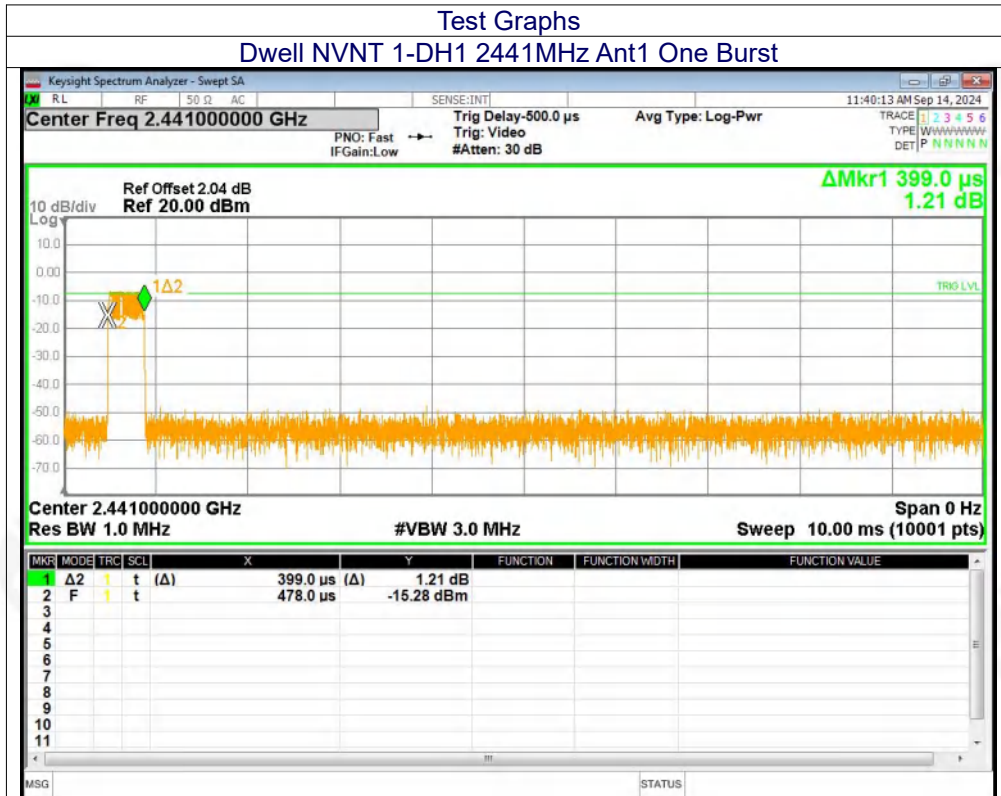 Test Graphs
Dwell NVNT 1-DH1 2441MHz Ant1 One Burst
Keysight Spectrum Analyzer - Swept SA
LXI RL RF 50 Ω AC SENSE:INT 11:40:13 AM Sep 14, 2024
Center Freq 2.441000000 GHz Trig Delay-500.0 µs Avg Type: Log-Pwr TRACE 1 2 3 4 5 6
PNO: Fast Trig: Video TYPE WWWWWW
IFGain:Low #Atten: 30 dB DET P N N N N N
ΔMkr1 399.0 µs
1.21 dB
Ref Offset 2.04 dB
10 dB/div Ref 20.00 dBm
Log
10.0
0.00
1Δ2
TRIG LVL
-10.0
2
-20.0
-30.0
-40.0
-50.0
-60.0
-70.0
Center 2.441000000 GHz Span 0 Hz
Res BW 1.0 MHz #VBW 3.0 MHz Sweep 10.00 ms (10001 pts)
MKR MODE TRC SCL X Y FUNCTION FUNCTION WIDTH FUNCTION VALUE
1 Δ2 1 t (Δ) 399.0 µs (Δ) 1.21 dB
2 F 1 t 478.0 µs -15.28 dBm
3
4
5
6
7
8
9
10
11
MSG STATUS